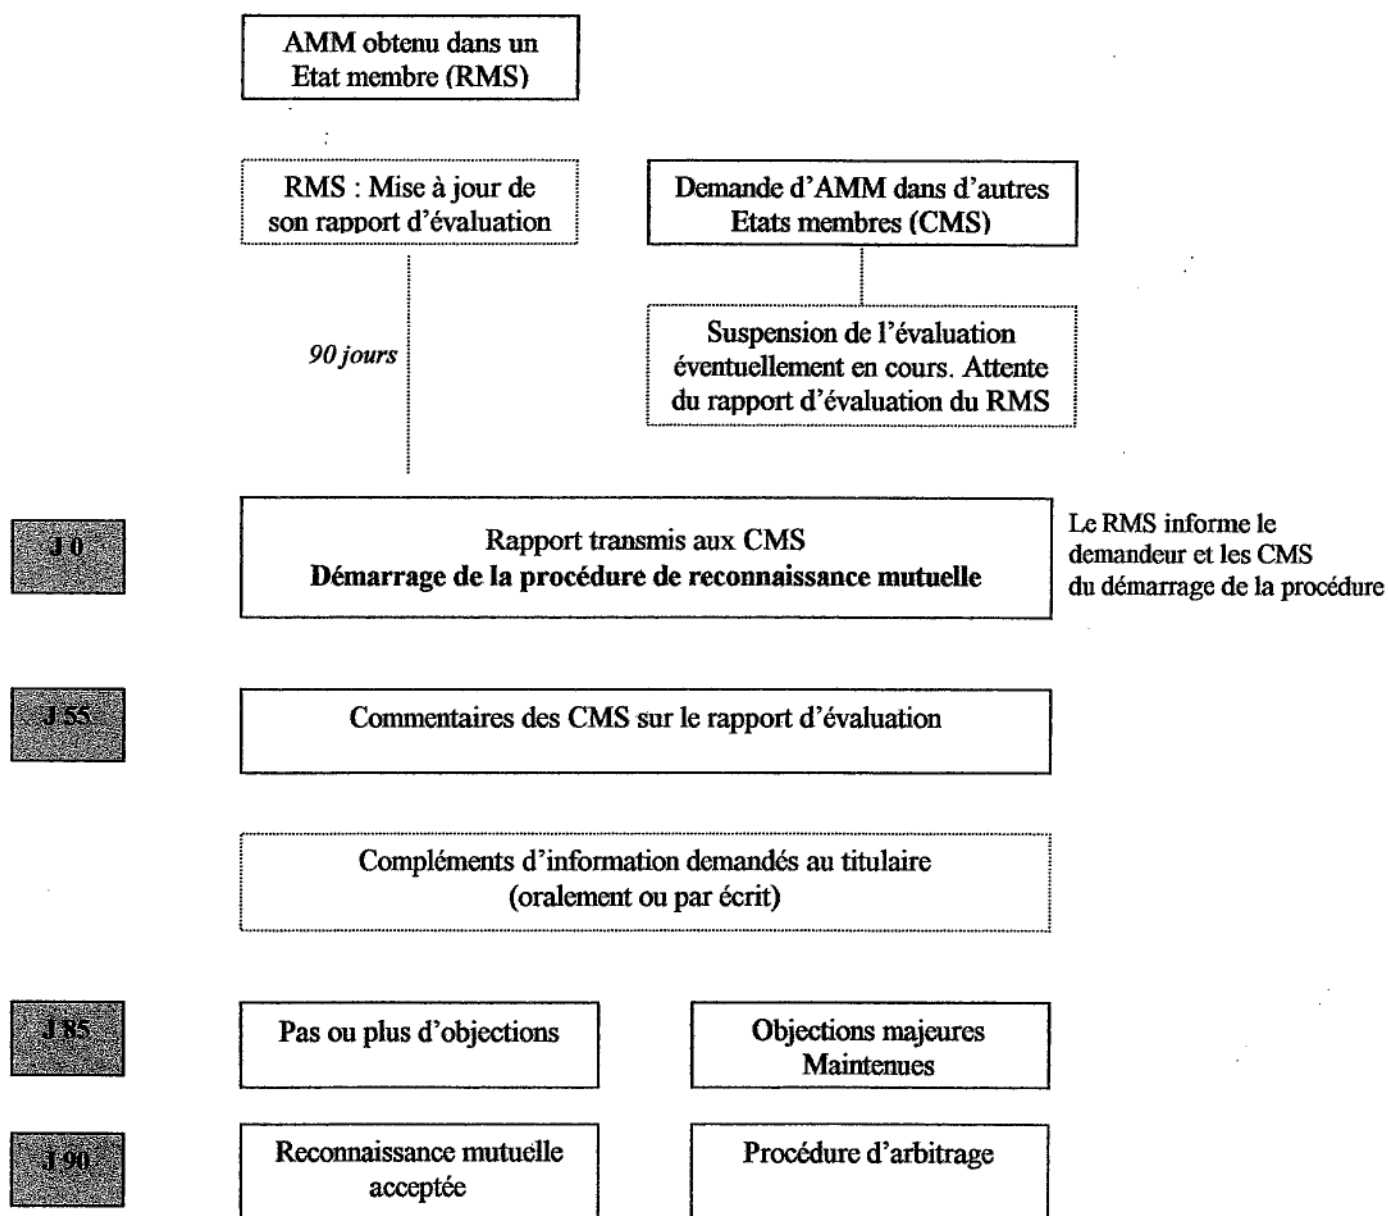 AMM obtenu dans un
Etat membre (RMS)
RMS : Mise à jour de
son rapport d'évaluation
Demande d'AMM dans d'autres
Etats membres (CMS)
90 jours
Suspension de l'évaluation
éventuellement en cours. Attente
du rapport d'évaluation du RMS
J 0
Rapport transmis aux CMS
Démarrage de la procédure de reconnaissance mutuelle
Le RMS informe le
demandeur et les CMS
du démarrage de la procédure
J 55
Commentaires des CMS sur le rapport d'évaluation
Compléments d'information demandés au titulaire
(oralement ou par écrit)
J 85
Pas ou plus d'objections
Objections majeures
Maintenues
J 90
Reconnaissance mutuelle
acceptée
Procédure d'arbitrage